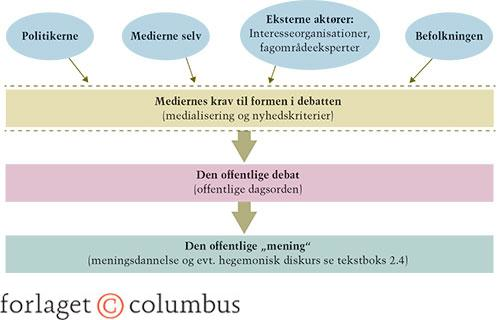 Politikerne
Medierne selv
Eksterne aktører:
Interesseorganisationer,
fagområdeeksperter
Befolkningen
Mediernes krav til formen i debatten
(medialisering og nyhedskriterier)
Den offentlige debat
(offentlige dagsorden)
Den offentlige „mening“
(meningsdannelse og evt. hegemonisk diskurs se tekstboks 2.4)
forlaget © columbus